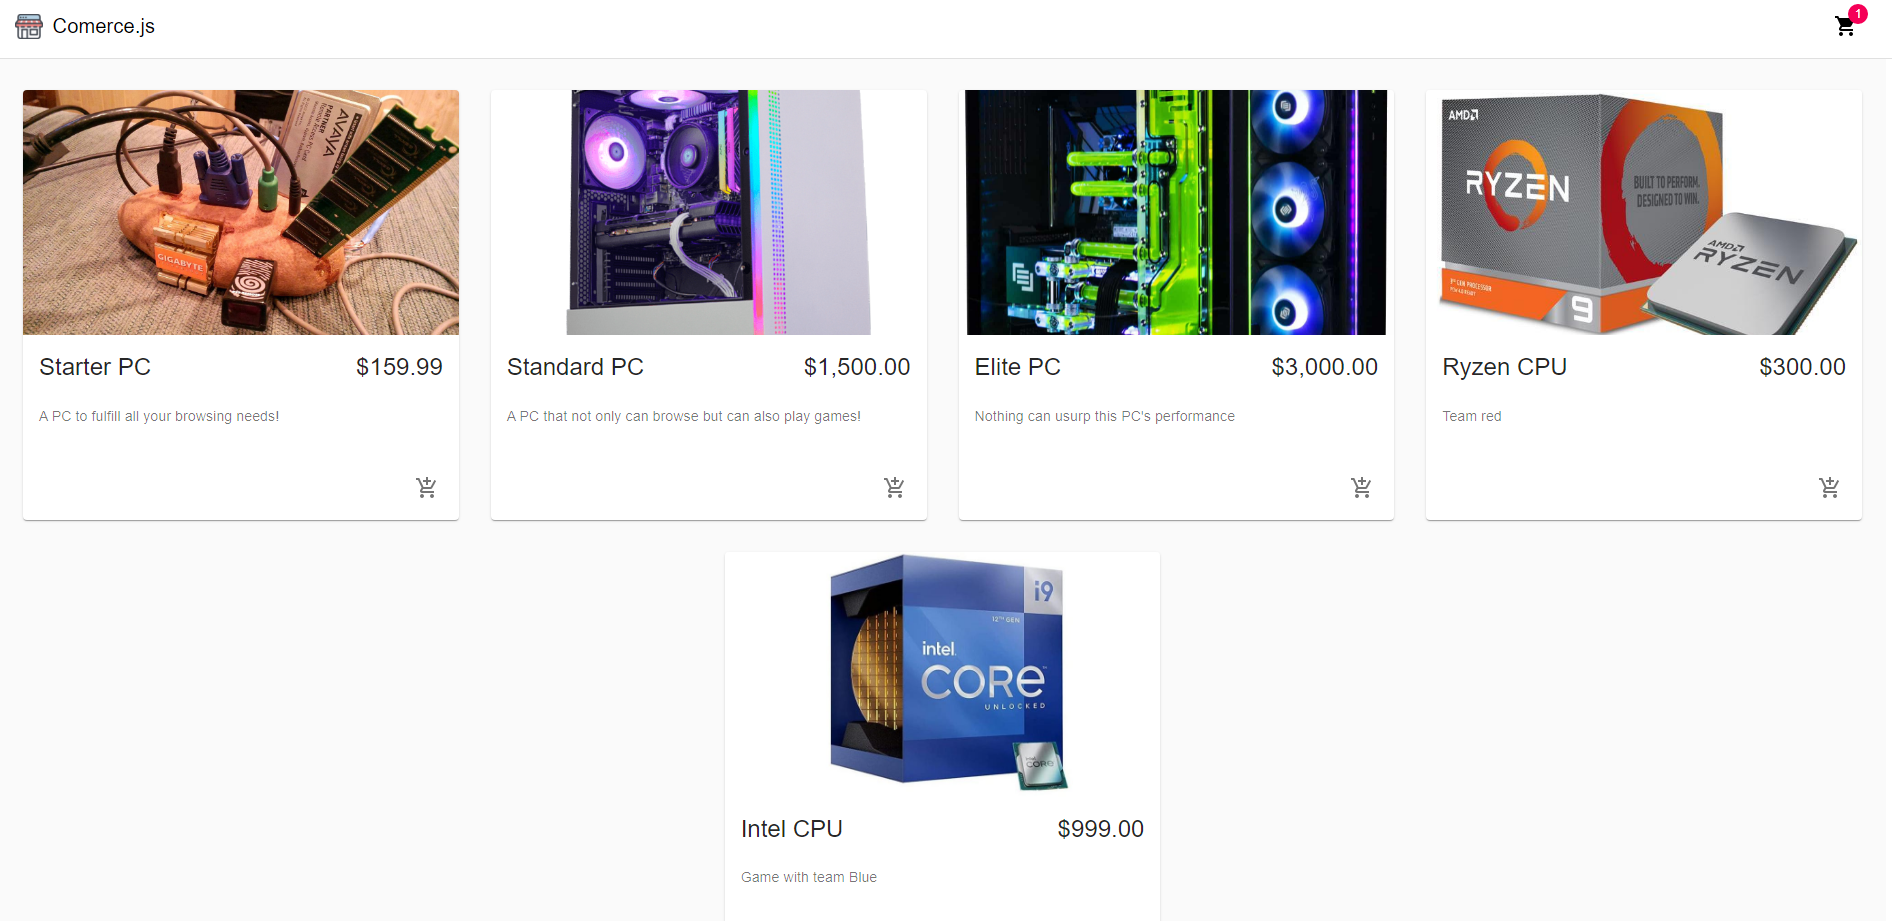 Comerce.js
1
AVAYA
PARTNER
GIGABYTE
Starter PC
$159.99
A PC to fulfill all your browsing needs!
Standard PC
$1,500.00
A PC that not only can browse but can also play games!
Elite PC
$3,000.00
Nothing can usurp this PC's performance
AMD
RYZEN
BUILT TO PERFORM.
DESIGNED TO WIN.
9
AMD
RYZEN
Ryzen CPU
$300.00
Team red
i9
12TH GEN
intel.
CORE
UNLOCKED
CORE
Intel CPU
$999.00
Game with team Blue